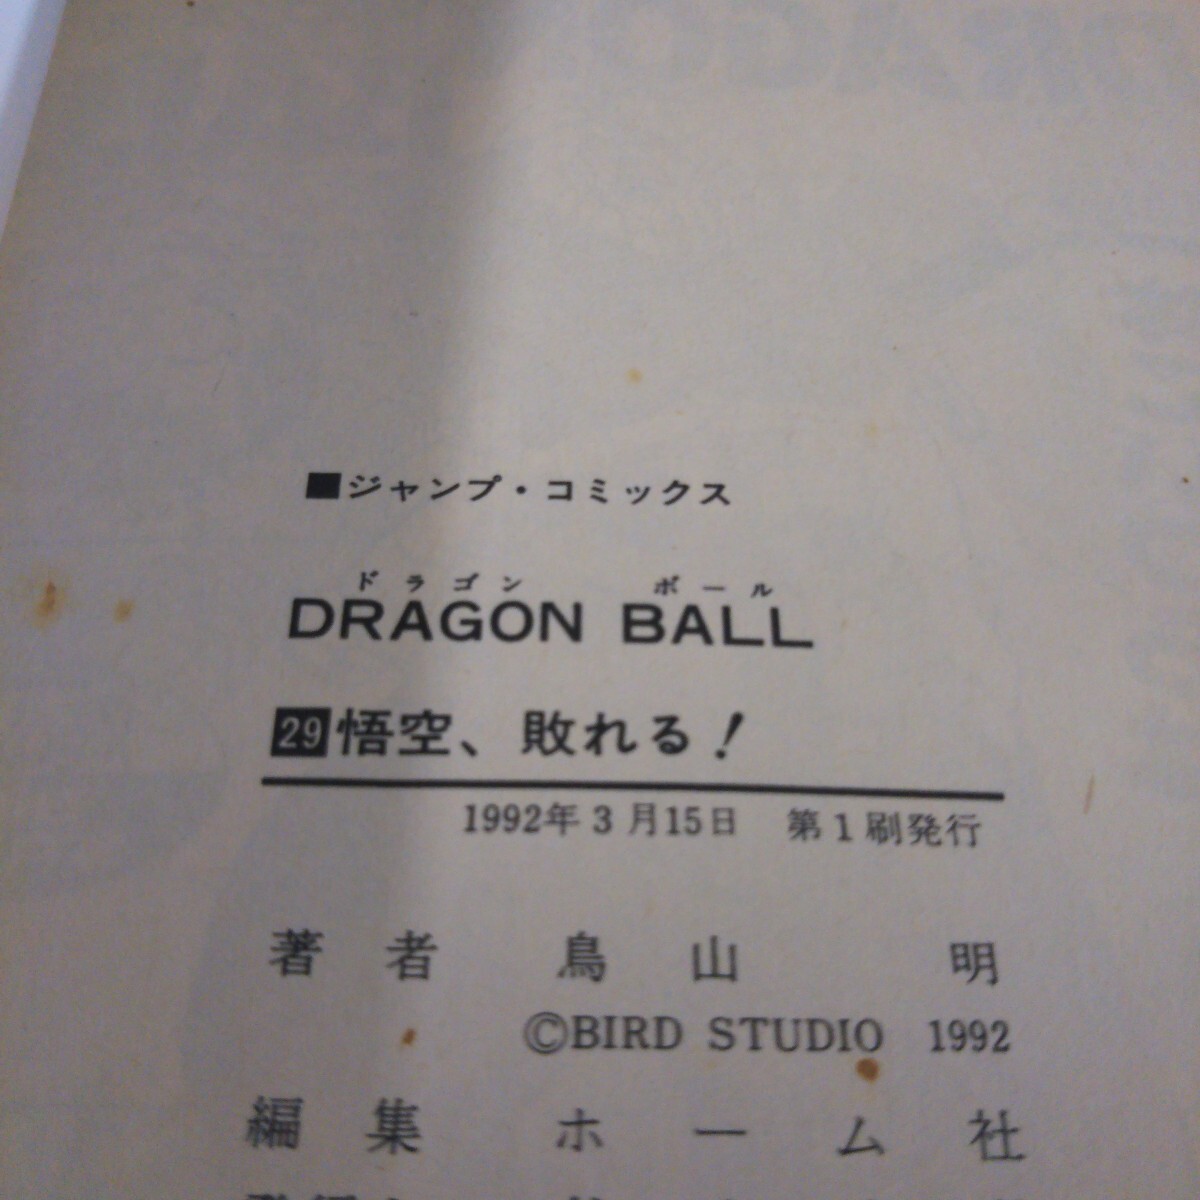 ■ジャンプ・コミックス
ドラゴン ボール
DRAGON BALL
29悟空、敗れる!
1992年3月15日 第1刷発行
著者 鳥山 明
©BIRD STUDIO 1992
編集 ホーム社